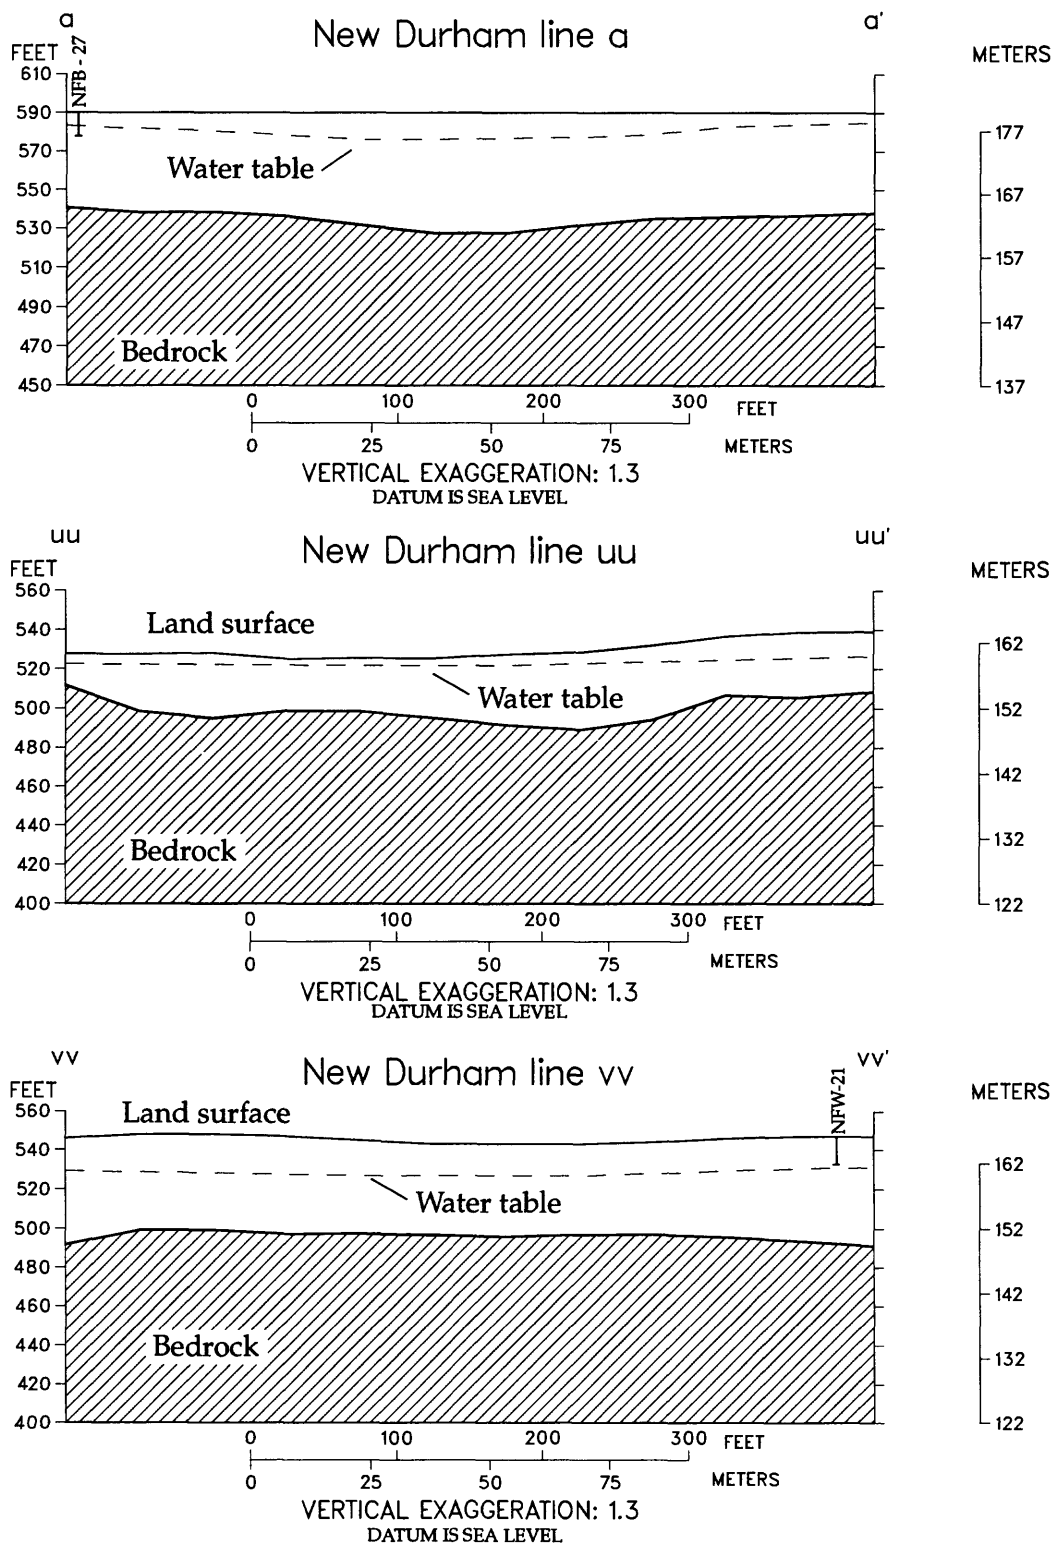 a
New Durham line a
a'
FEET
METERS
NFB - 27
610
590
570
550
530
510
490
470
450
Water table
Bedrock
177
167
157
147
137
0 100 200 300 FEET
0 25 50 75 METERS
VERTICAL EXAGGERATION: 1.3
DATUM IS SEA LEVEL
uu
New Durham line uu
uu'
FEET
METERS
560
540
520
500
480
460
440
420
400
Land surface
Water table
Bedrock
162
152
142
132
122
0 100 200 300 FEET
0 25 50 75 METERS
VERTICAL EXAGGERATION: 1.3
DATUM IS SEA LEVEL
vv
New Durham line vv
vv'
FEET
METERS
NFW-21
560
540
520
500
480
460
440
420
400
Land surface
Water table
Bedrock
162
152
142
132
122
0 100 200 300 FEET
0 25 50 75 METERS
VERTICAL EXAGGERATION: 1.3
DATUM IS SEA LEVEL